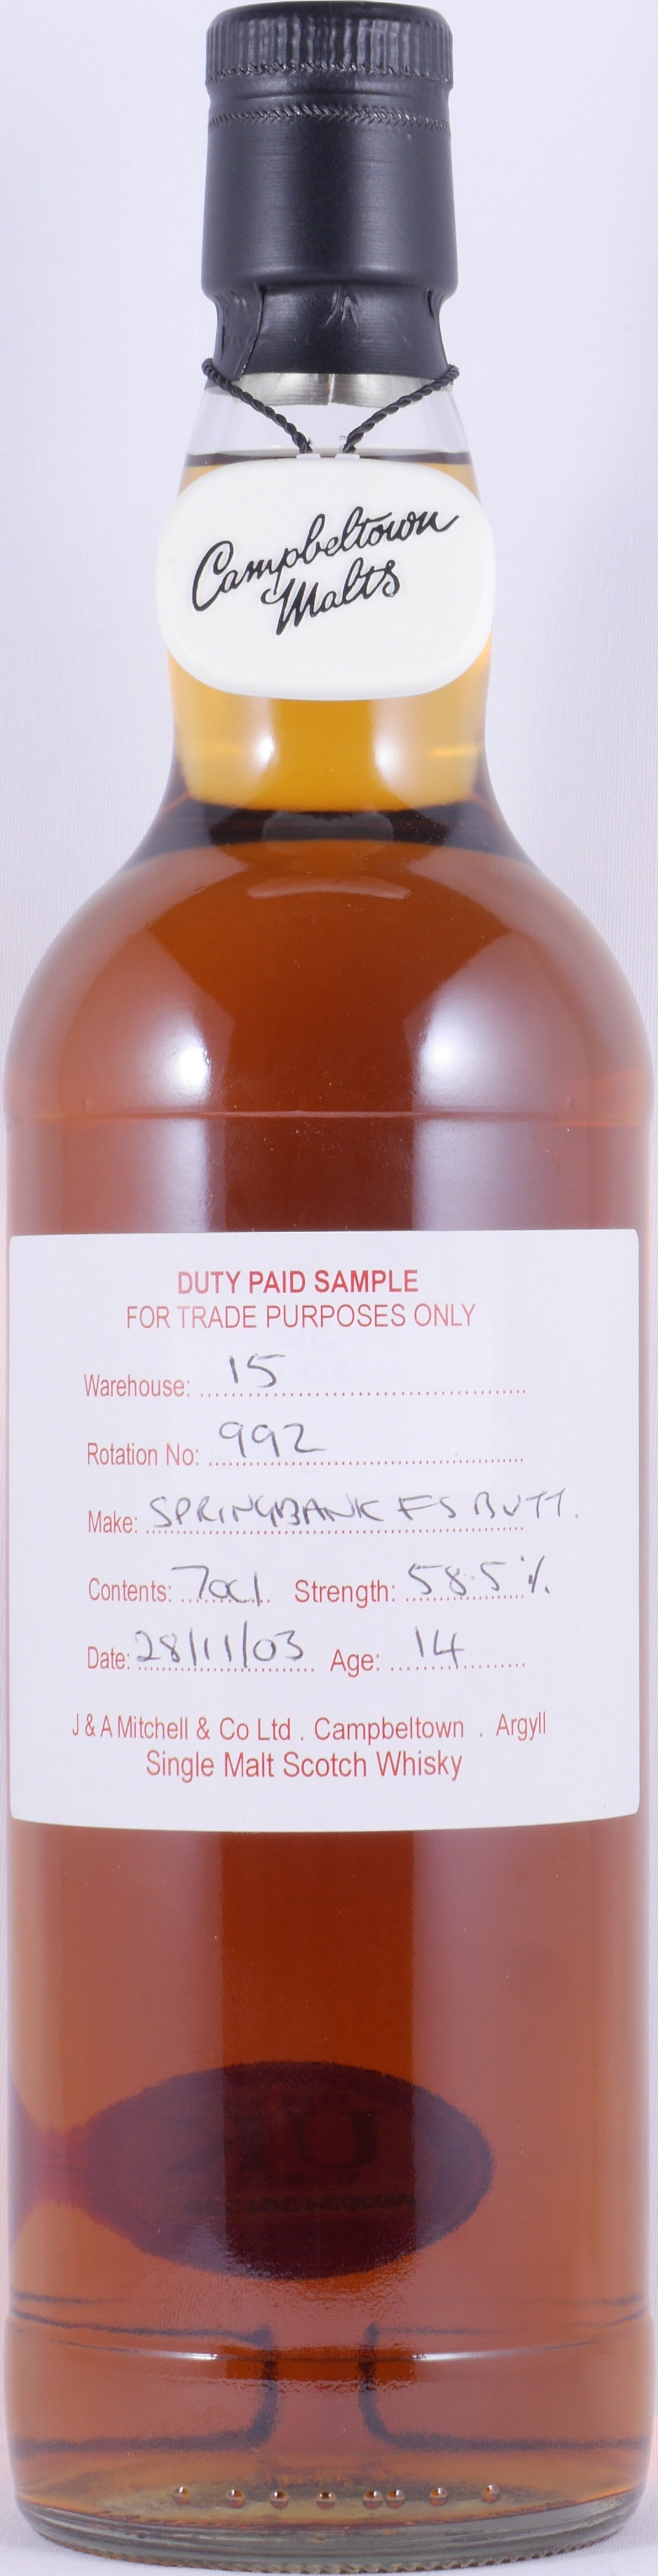 Campbeltown
Malts
DUTY PAID SAMPLE
FOR TRADE PURPOSES ONLY
Warehouse: 15
Rotation No: 992
Make: SPRINGBANK FS BUTT.
Contents: 70cl Strength: 58.5%
Date: 28/11/03 Age: 14
J & A Mitchell & Co Ltd . Campbeltown . Argyll
Single Malt Scotch Whisky